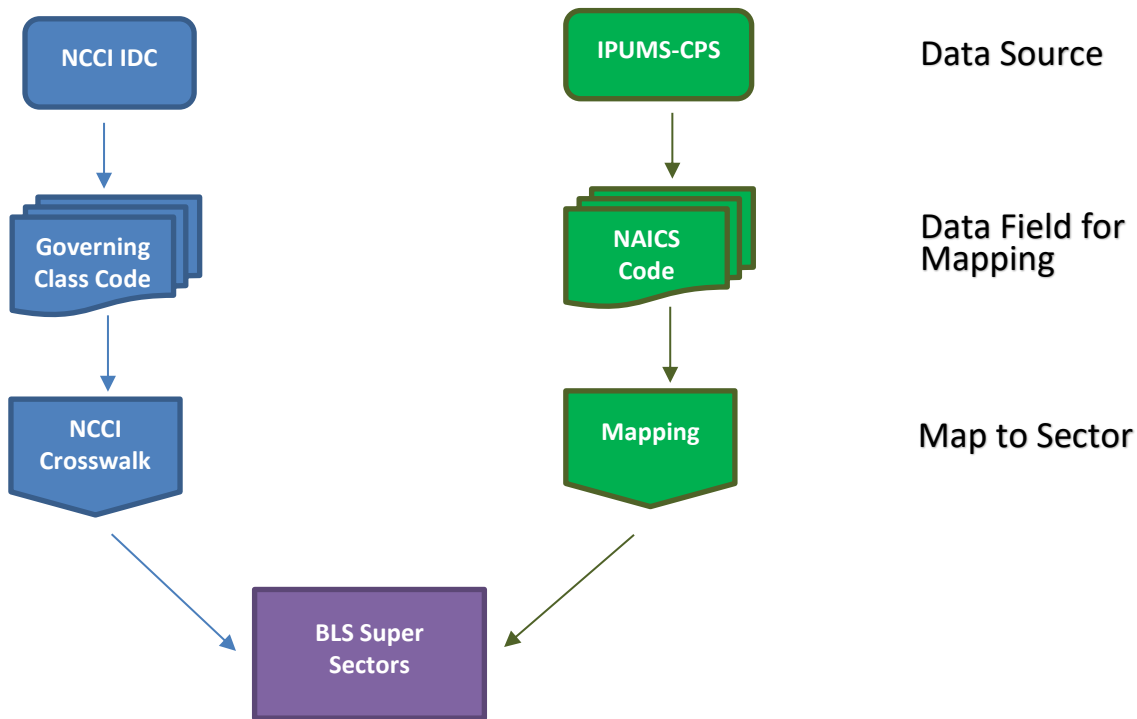 NCCI IDC
IPUMS-CPS
Data Source
Governing
Class Code
NAICS
Code
Data Field for
Mapping
NCCI
Crosswalk
Mapping
Map to Sector
BLS Super
Sectors